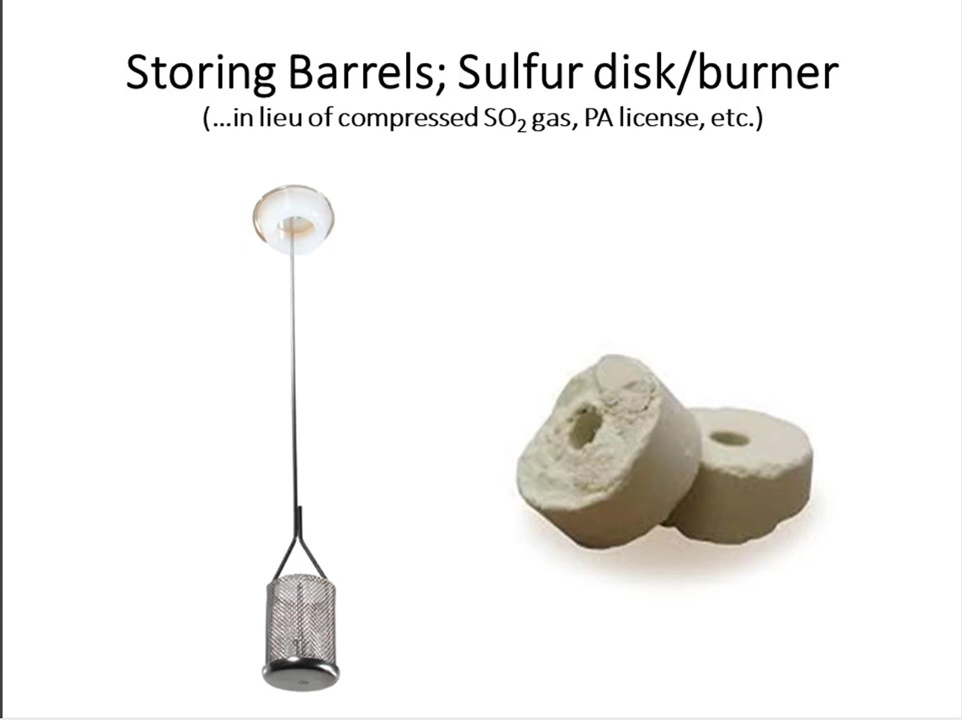 Storing Barrels; Sulfur disk/burner
(...in lieu of compressed SO₂ gas, PA license, etc.)